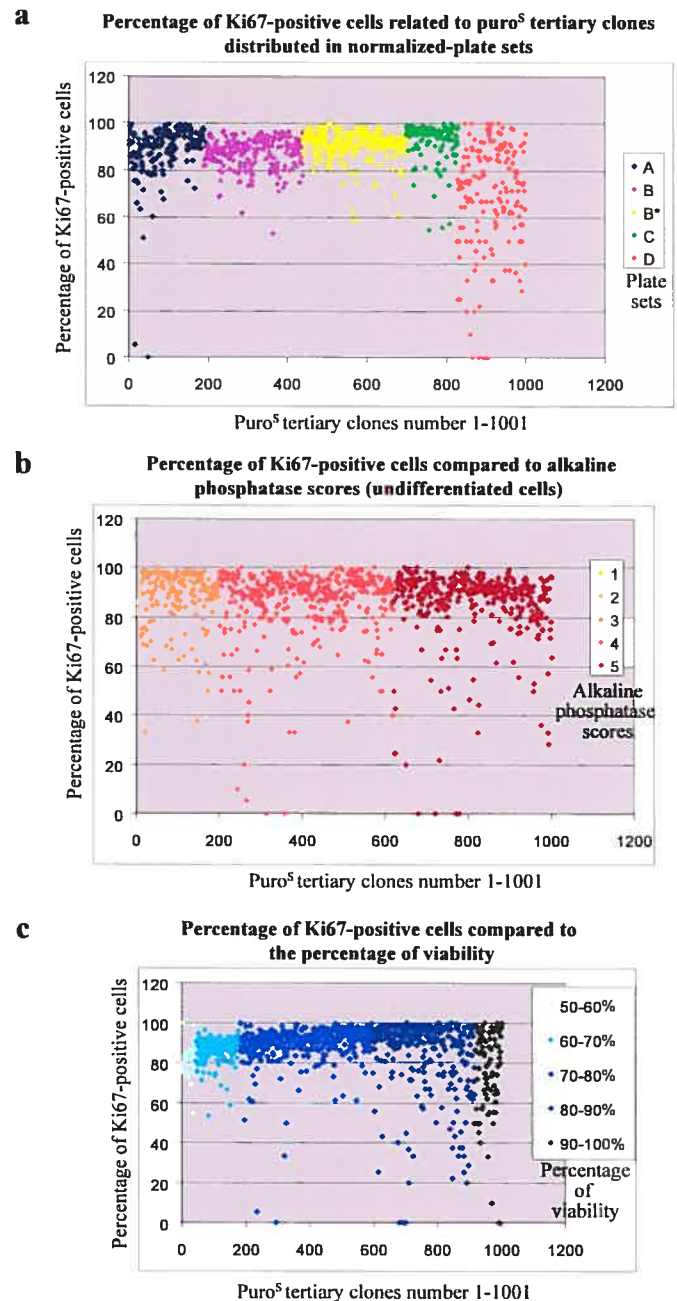 a
Percentage of Ki67-positive cells related to puroS tertiary clones
distributed in normalized-plate sets
Percentage of Ki67-positive cells
120
100
80
60
40
20
0
0 200 400 600 800 1000 1200
Puro^S tertiary clones number 1-1001
A
B
B*
C
D
Plate
sets
b
Percentage of Ki67-positive cells compared to alkaline
phosphatase scores (undifferentiated cells)
Percentage of Ki67-positive cells
120
100
80
60
40
20
0
0 200 400 600 800 1000 1200
Puro^S tertiary clones number 1-1001
1
2
3
4
5
Alkaline
phosphatase
scores
c
Percentage of Ki67-positive cells compared to
the percentage of viability
Percentage of Ki67-positive cells
120
100
80
60
40
20
0
0 200 400 600 800 1000 1200
Puro^S tertiary clones number 1-1001
50-60%
60-70%
70-80%
80-90%
90-100%
Percentage
of
viability